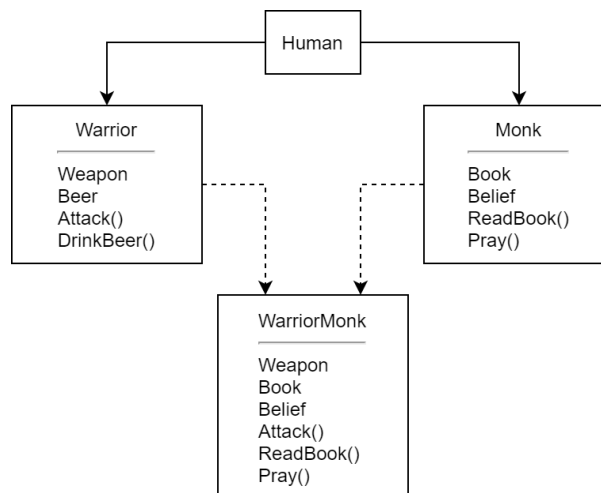 Human
Warrior
Weapon
Beer
Attack()
DrinkBeer()
Monk
Book
Belief
ReadBook()
Pray()
WarriorMonk
Weapon
Book
Belief
Attack()
ReadBook()
Pray()